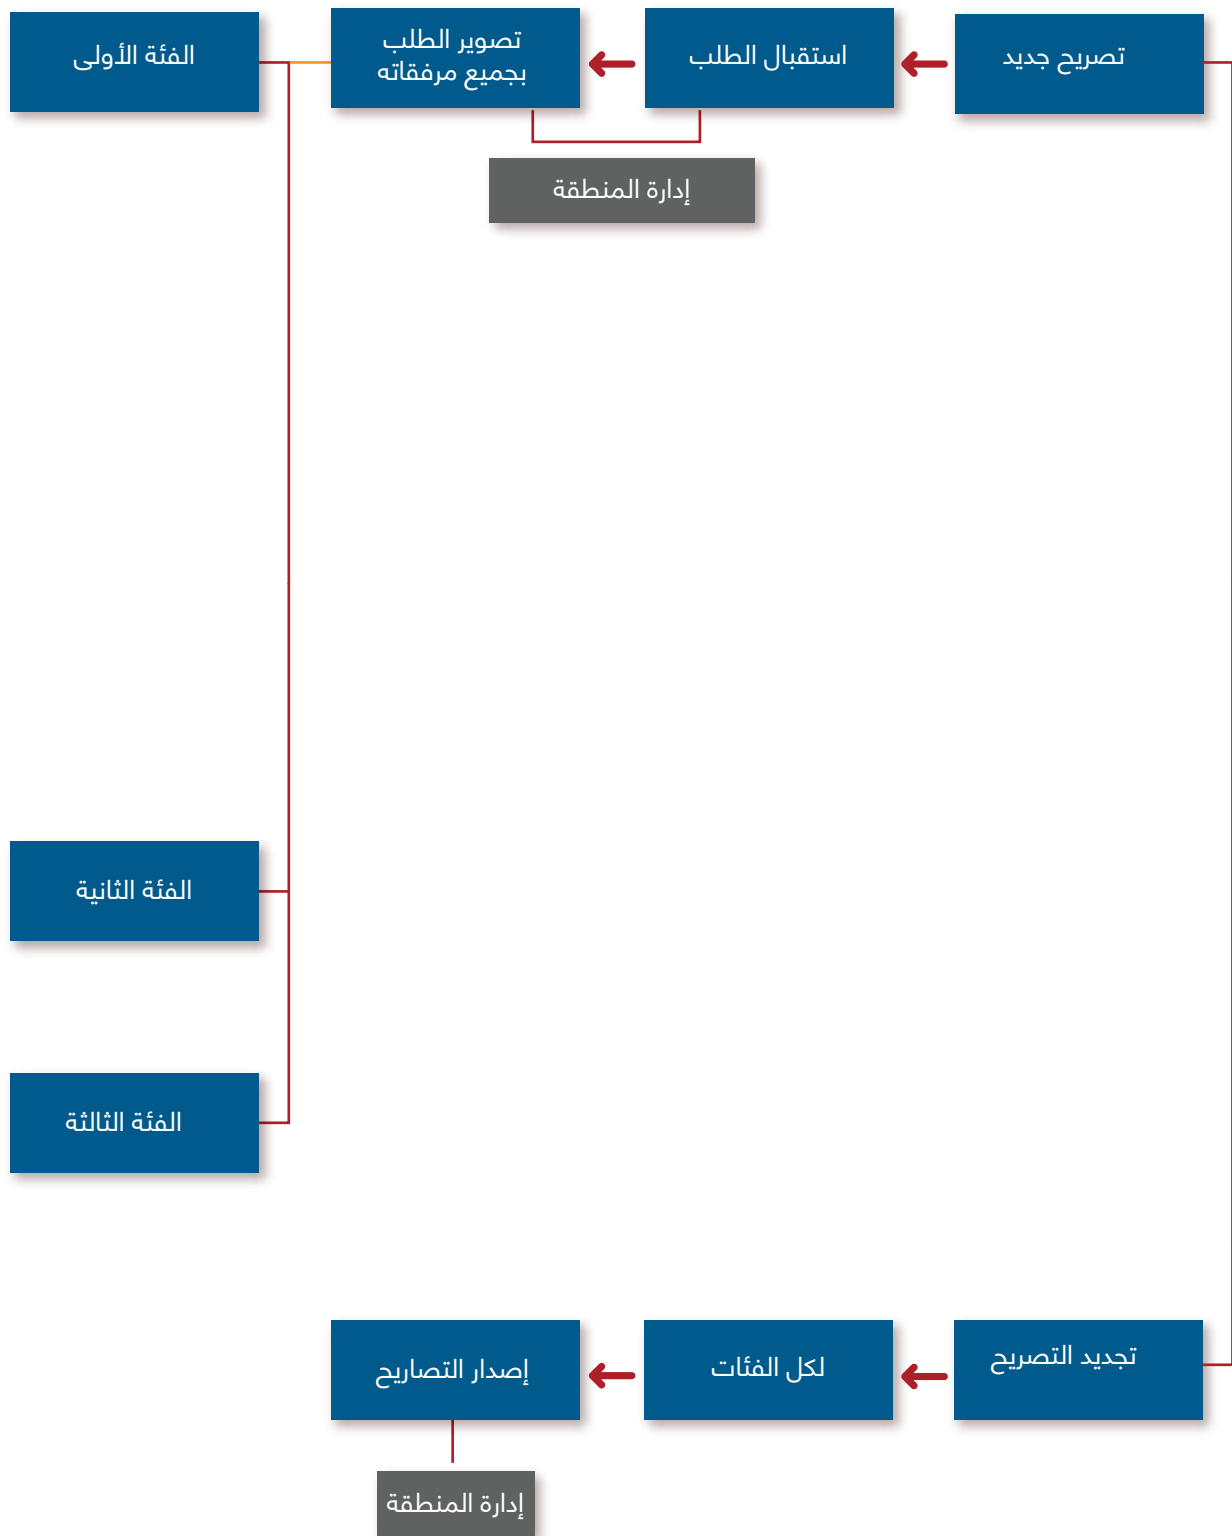 تصريح جديد
استقبال الطلب
تصوير الطلب
بجميع مرفقاته
الفئة الأولى
إدارة المنطقة
الفئة الثانية
الفئة الثالثة
تجديد التصريح
لكل الفئات
إصدار التصاريح
إدارة المنطقة